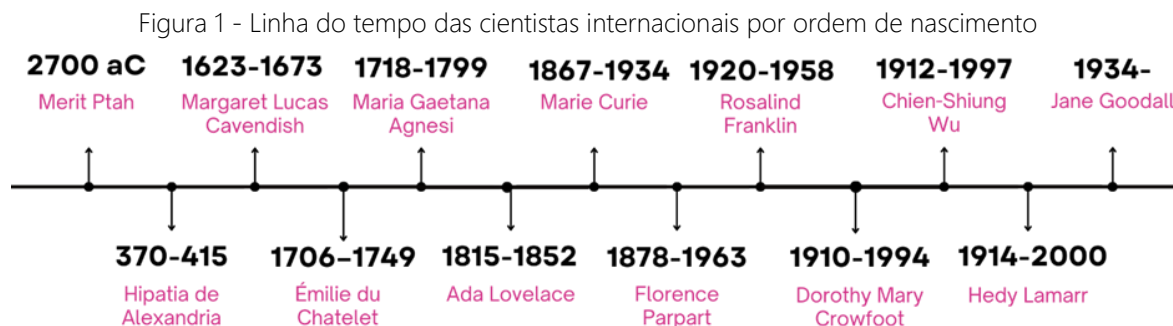 Figura 1 - Linha do tempo das cientistas internacionais por ordem de nascimento
2700 aC
Merit Ptah
1623-1673
Margaret Lucas
Cavendish
1718-1799
Maria Gaetana
Agnesi
1867-1934
Marie Curie
1920-1958
Rosalind
Franklin
1912-1997
Chien-Shiung
Wu
1934-
Jane Goodall
370-415
Hipatia de
Alexandria
1706–1749
Émilie du
Chatelet
1815-1852
Ada Lovelace
1878-1963
Florence
Parpart
1910-1994
Dorothy Mary
Crowfoot
1914-2000
Hedy Lamarr